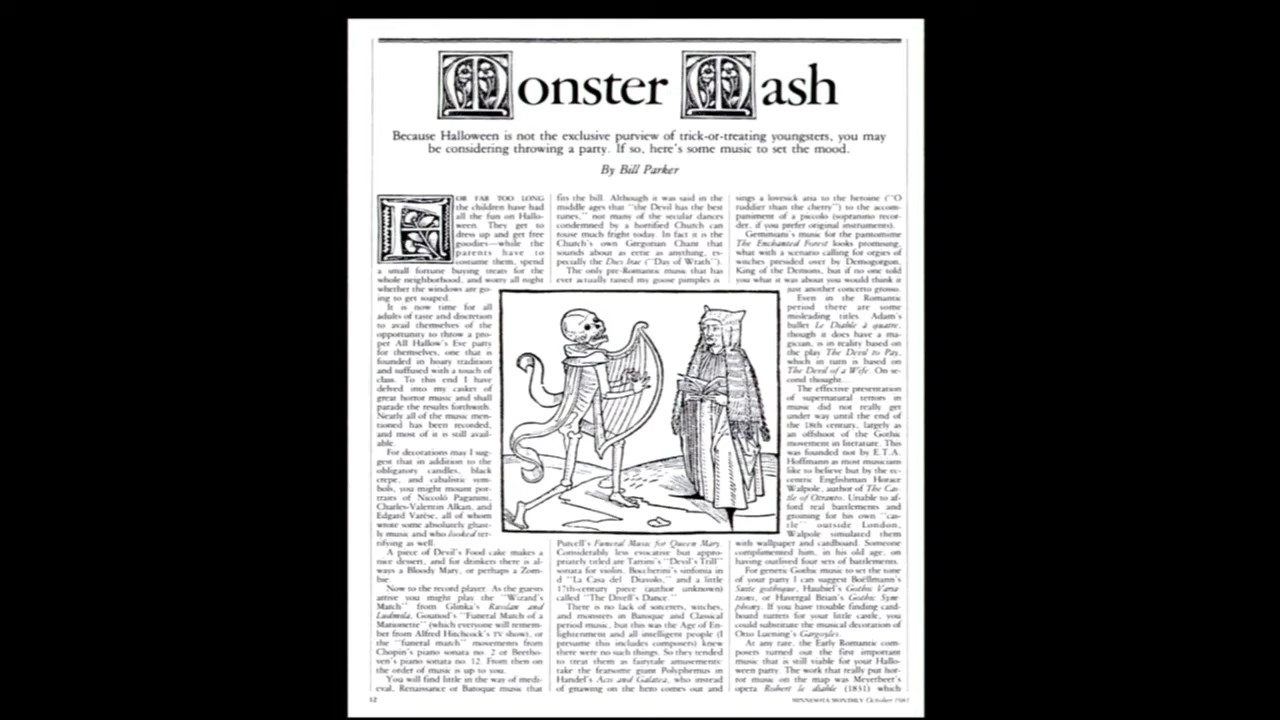 Monster Mash
Because Halloween is not the exclusive purview of trick-or-treating youngsters, you may
be considering throwing a party. If so, here's some music to set the mood.
By Bill Parker
FOR FAR TOO LONG
the children have had
all the fun on Hallo-
ween. They get to
dress up and get free
goodies—while the
parents have to
costume them, spend
a small fortune buying treats for the
whole neighborhood, and worry all night
whether the windows are go-
ing to get soaped.
It is now time for all
adults of taste and discretion
to avail themselves of the
opportunity to throw a pro-
per All Hallow's Eve party
for themselves, one that is
founded in hoary tradition
and suffused with a touch of
class. To this end I have
delved into my casket of
great horror music and shall
parade the results forthwith.
Nearly all of the music men-
tioned has been recorded,
and most of it is still avail-
able.
For decorations may I sug-
gest that in addition to the
obligatory candles, black
crepe, and cabalistic sym-
bols, you might mount por-
traits of Niccolò Paganini,
Charles-Valentin Alkan, and
Edgard Varèse, all of whom
wrote some absolutely ghast-
ly music and who looked ter-
rifying as well.
A piece of Devil's Food cake makes a
nice dessert, and for drinkers there is al-
ways a Bloody Mary, or perhaps a Zom-
bie.
Now to the record player. As the guests
arrive you might play the "Wizard's
March" from Glinka's Russlan and
Ludmila, Gounod's "Funeral March of a
Marionette" (which everyone will remem-
ber from Alfred Hitchcock's TV show), or
the "funeral march" movements from
Chopin's piano sonata no. 2 or Beetho-
ven's piano sonata no. 12. From then on
the order of music is up to you.
You will find little in the way of medi-
eval, Renaissance or Baroque music that
fits the bill. Although it was said in the
middle ages that "the Devil has the best
tunes," not many of the secular dances
condemned by a horrified Church can
rouse much fright today. In fact it is the
Church's own Gregorian Chant that
sounds about as eerie as anything, es-
pecially the Dies Irae ("Day of Wrath").
The only pre-Romantic music that has
ever actually raised my goose pimples is
Purcell's Funeral Music for Queen Mary.
Considerably less evocative but appro-
priately titled are Tartini's "Devil's Trill"
sonata for violin, Boccherini's sinfonia in
d "La Casa del Diavolo," and a little
17th-century piece (author unknown)
called "The Divell's Dance."
There is no lack of sorcerers, witches,
and monsters in Baroque and Classical
period music, but this was the Age of En-
lightenment and all intelligent people (I
presume this includes composers) knew
there were no such things. So they tended
to treat them as fairytale amusements:
take the fearsome giant Polyphemus in
Handel's Acis and Galatea, who instead
of gnawing on the hero comes out and
sings a lovesick aria to the heroine ("O
ruddier than the cherry") to the accom-
paniment of a piccolo (sopranino recor-
der, if you prefer original instruments).
Geminiani's music for the pantomime
The Enchanted Forest looks promising,
what with a scenario calling for orgies of
witches presided over by Demogorgon,
King of the Demons, but if no one told
you what it was about you would think it
just another concerto grosso.
Even in the Romantic
period there are some
misleading titles. Adam's
ballet Le Diable à quatre,
though it does have a ma-
gician, is in reality based on
the play The Devil to Pay,
which in turn is based on
The Devil of a Wife. On se-
cond thought...
The effective presentation
of supernatural terrors in
music did not really get
under way until the end of
the 18th century, largely as
an offshoot of the Gothic
movement in literature. This
was founded not by E.T.A.
Hoffmann as most musicians
like to believe but by the ec-
centric Englishman Horace
Walpole, author of The Cas-
tle of Otranto. Unable to af-
ford real battlements and
groining for his own "cas-
tle" outside London,
Walpole simulated them
with wallpaper and cardboard. Someone
complimented him, in his old age, on
having outlived four sets of battlements.
For generic Gothic music to set the tone
of your party I can suggest Boëllmann's
Suite gothique, Haubiel's Gothic Varia-
tions, or Havergal Brian's Gothic Sym-
phony. If you have trouble finding card-
board turrets for your little castle, you
could substitute the musical decoration of
Otto Luening's Gargoyles.
At any rate, the Early Romantic com-
posers turned out the first important
music that is still viable for your Hallo-
ween party. The work that really put hor-
ror music on the map was Meyerbeer's
opera Robert le diable (1831) which
12
MINNESOTA MONTHLY October